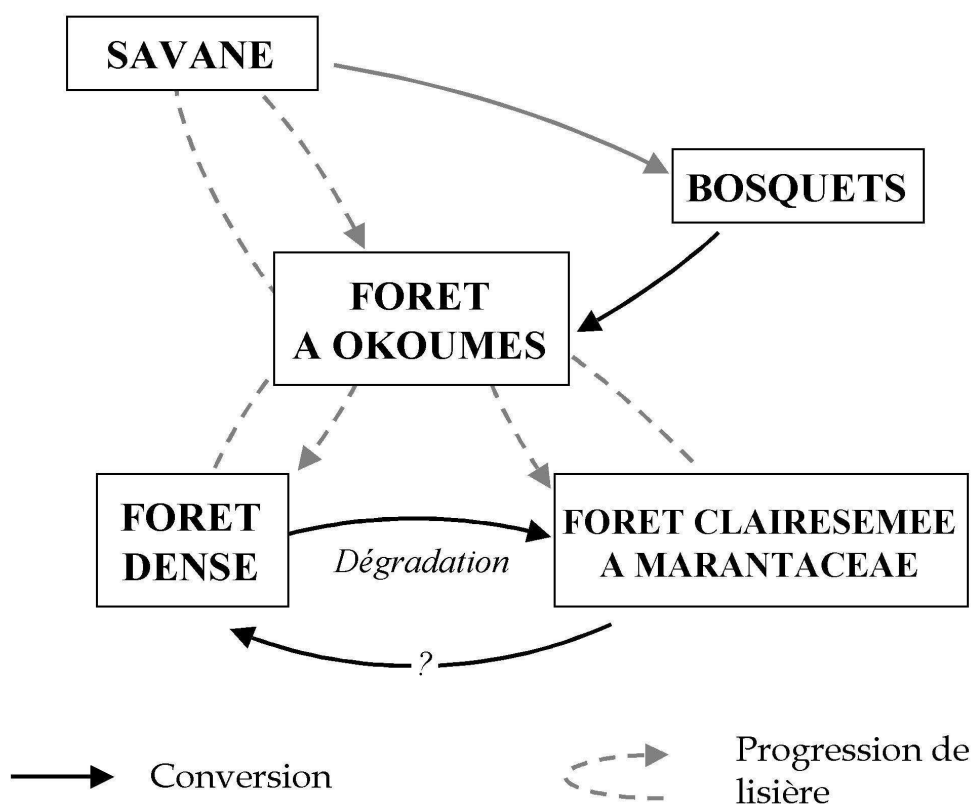 SAVANE
BOSQUETS
FORET
A OKOUMES
FORET
DENSE
Dégradation
FORET CLAIRESEMEE
A MARANTACEAE
?
Conversion
Progression de
lisière